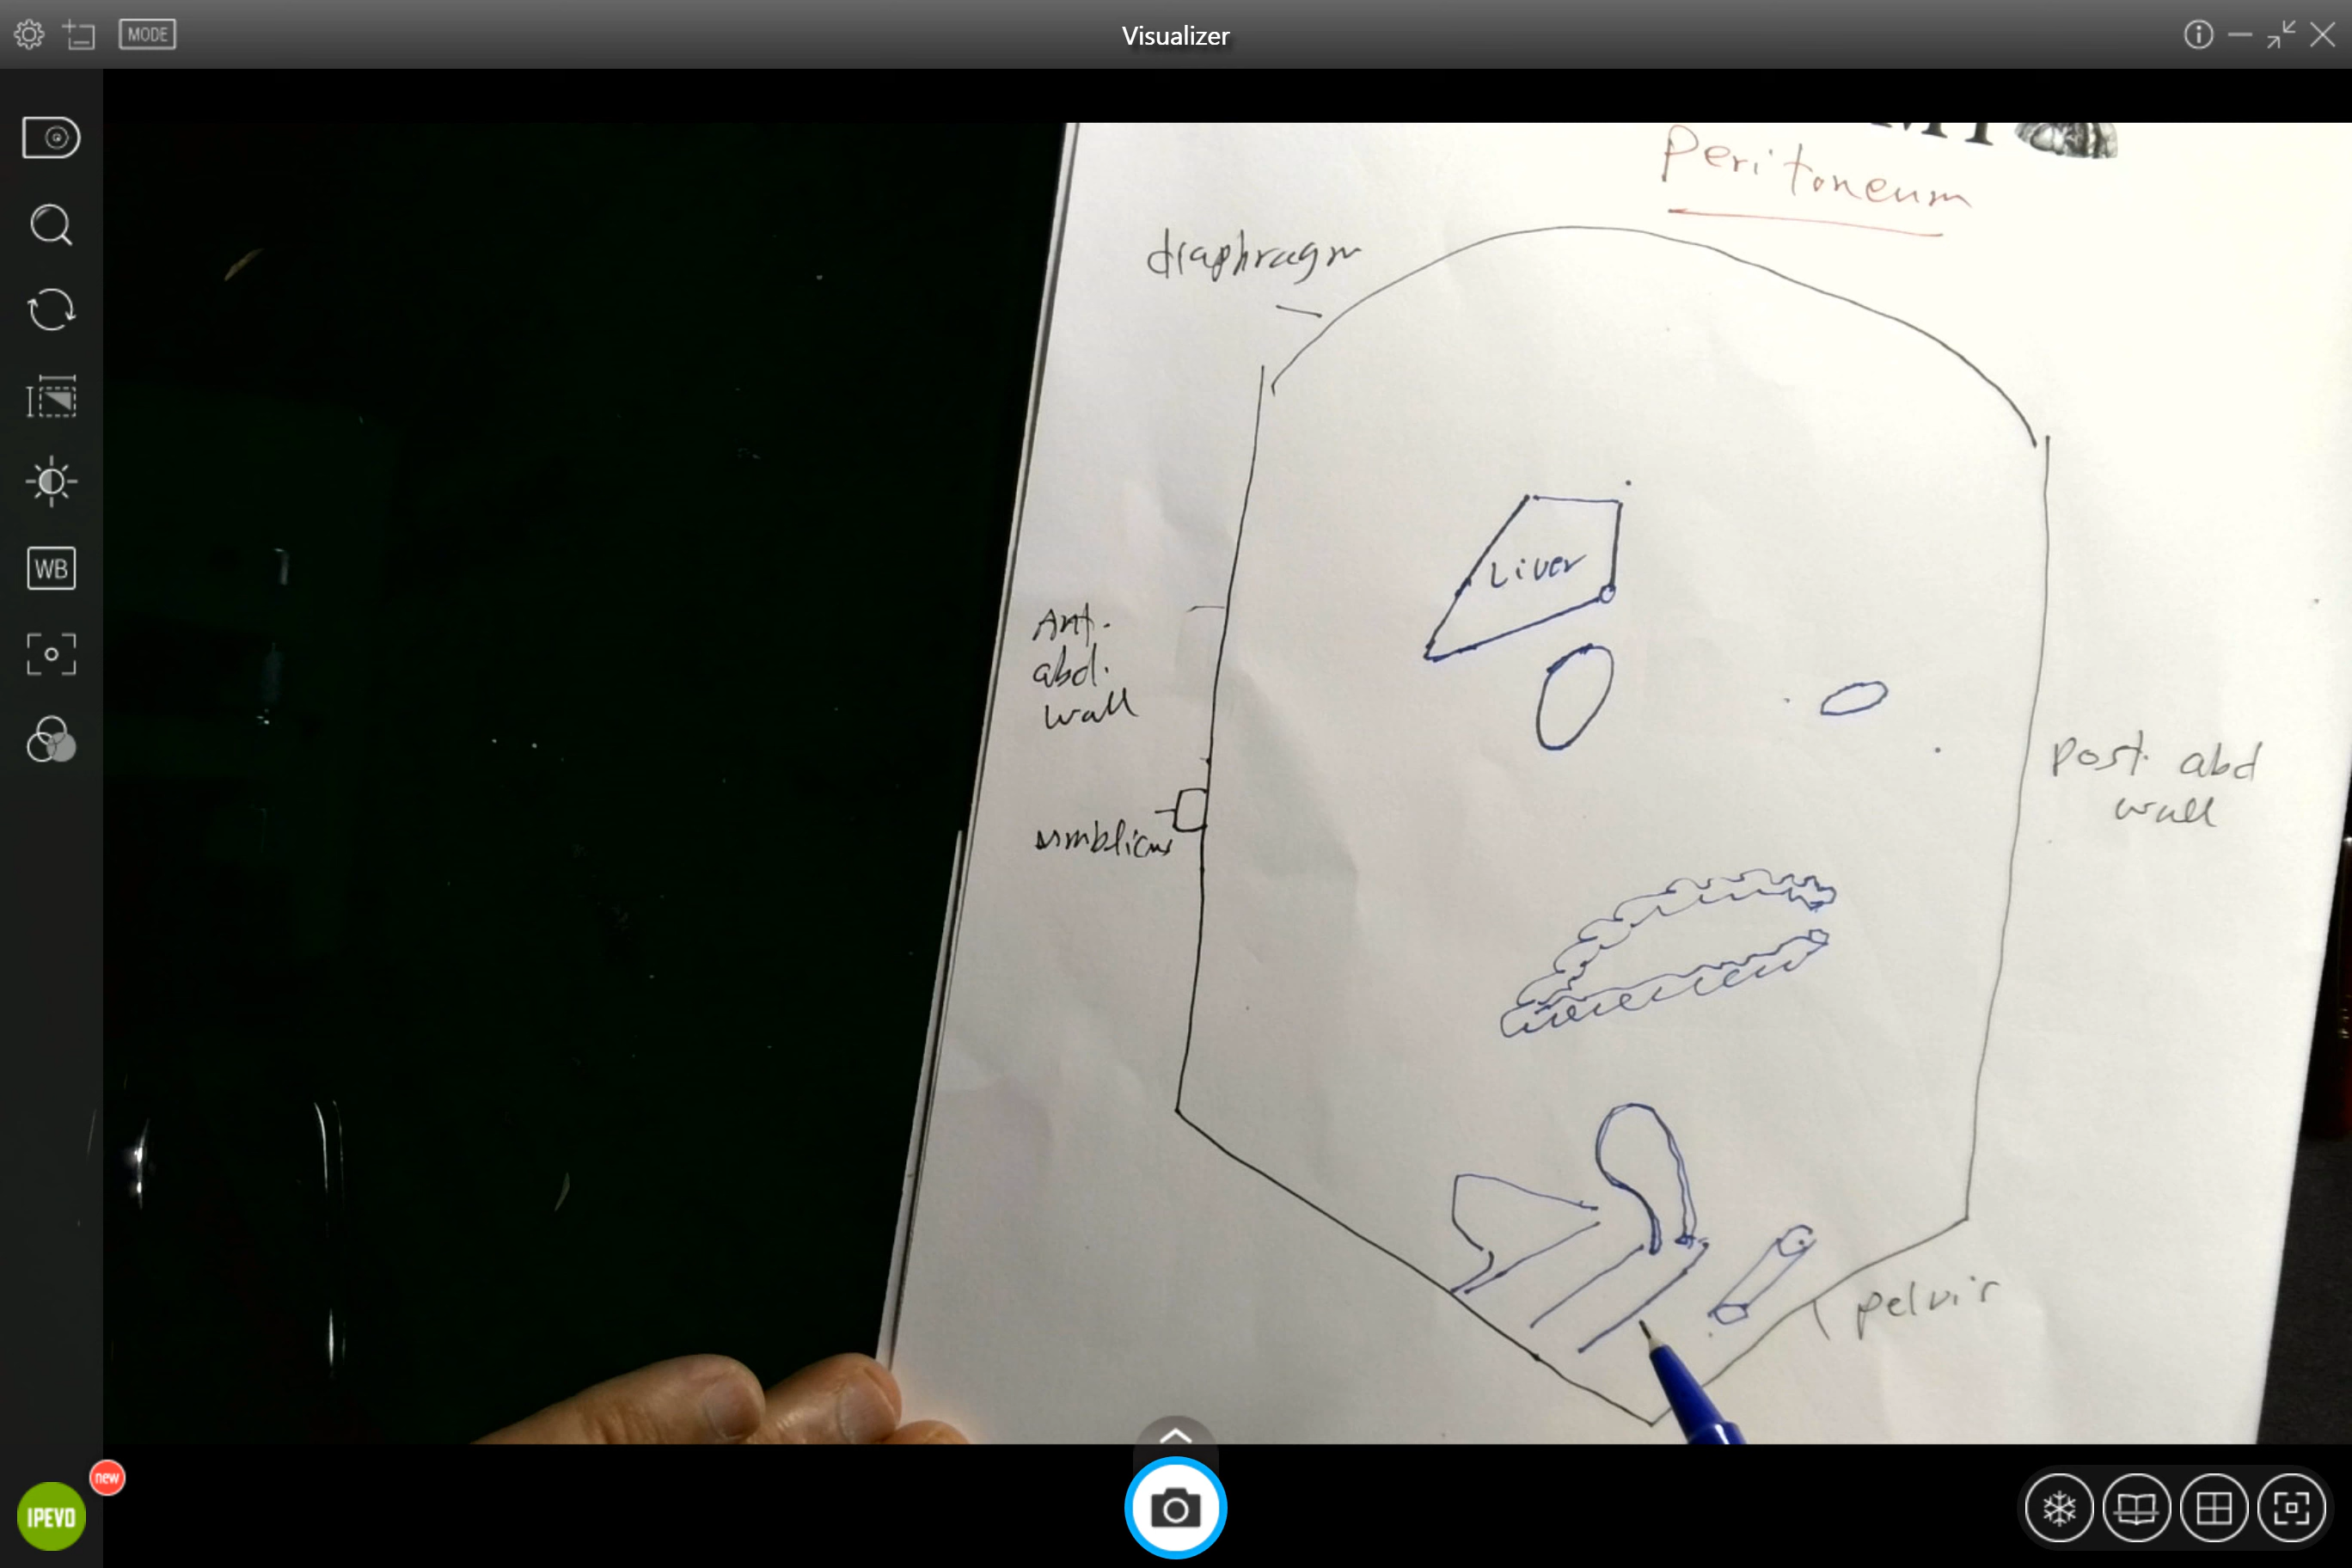 MODE
Visualizer
Peritoneum
diaphragm
Liver
WB
Ant.
abd.
wall
post. abd
wall
umblicus
pelvis
new
IPEVO